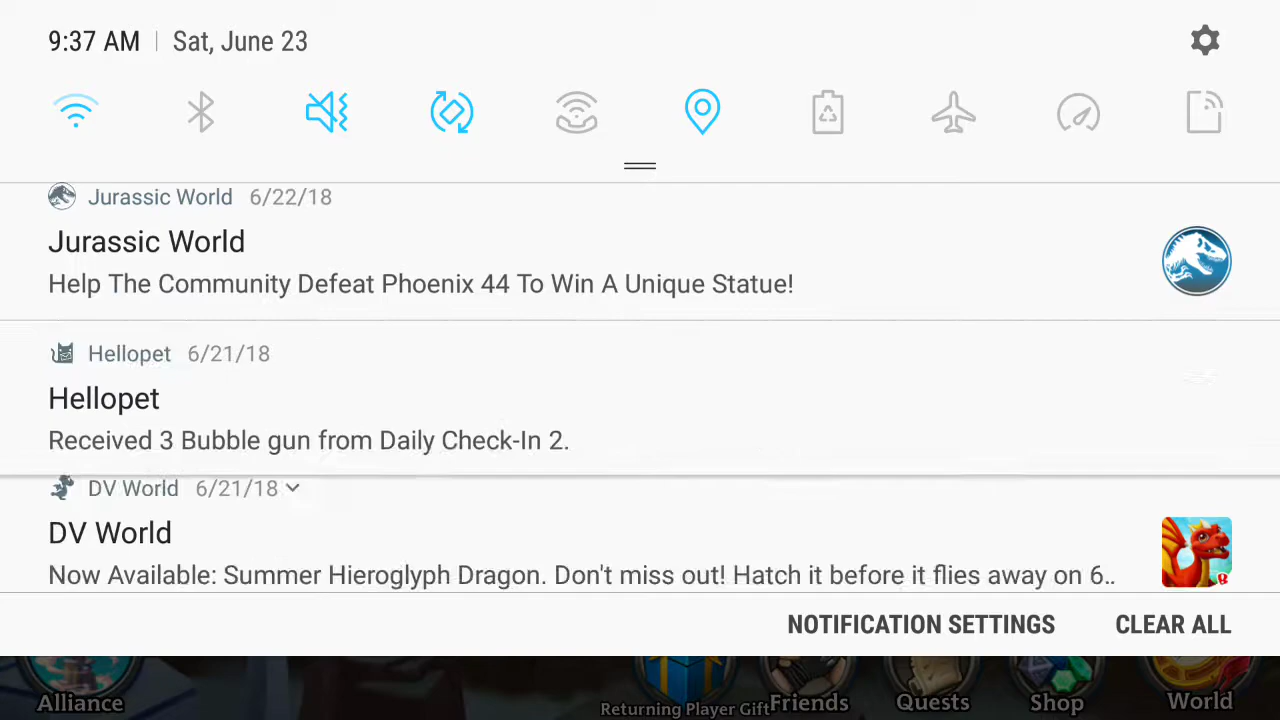 9:37 AM | Sat, June 23
Jurassic World 6/22/18
Jurassic World
Help The Community Defeat Phoenix 44 To Win A Unique Statue!
Hellopet 6/21/18
Hellopet
Received 3 Bubble gun from Daily Check-In 2.
DV World 6/21/18
DV World
Now Available: Summer Hieroglyph Dragon. Don't miss out! Hatch it before it flies away on 6..
NOTIFICATION SETTINGS CLEAR ALL
Alliance Returning Player Gift Friends Quests Shop World